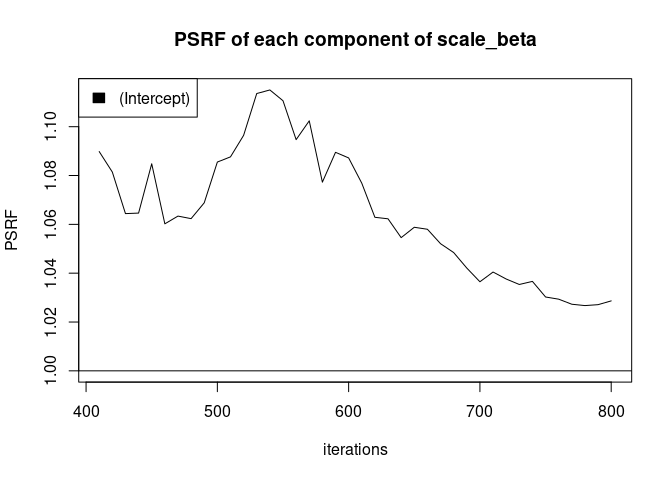 PSRF of each component of scale_beta
(Intercept)
PSRF
1.10
1.08
1.06
1.04
1.02
1.00
400 500 600 700 800
iterations